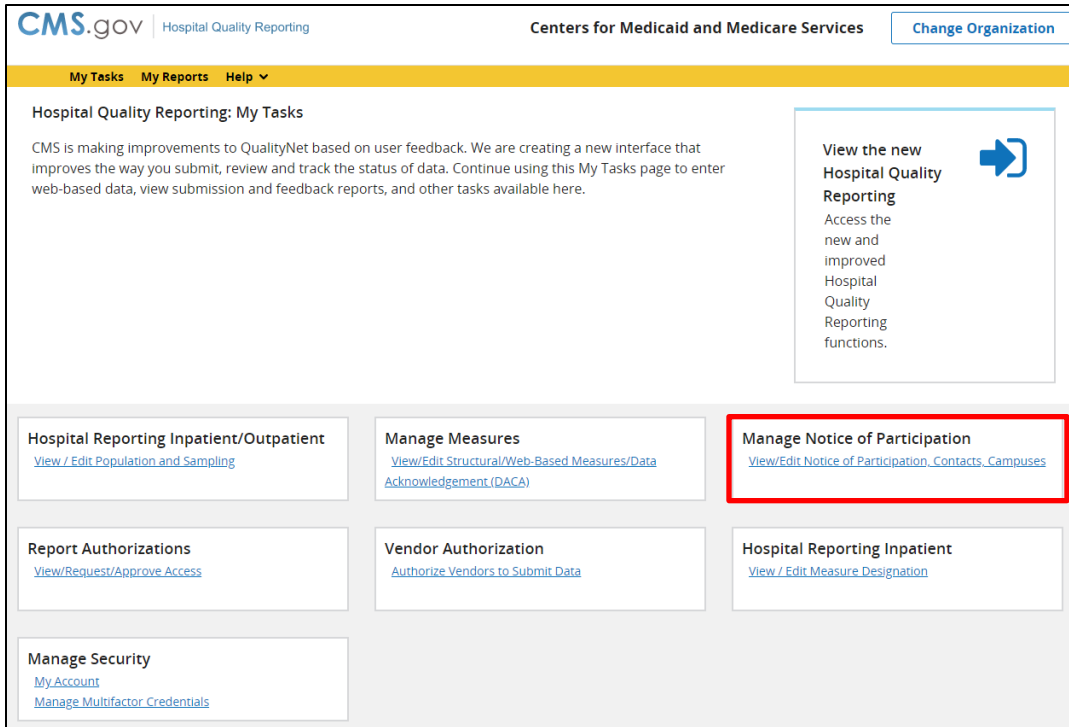 CMS.gov Hospital Quality Reporting
Centers for Medicaid and Medicare Services
Change Organization
My Tasks My Reports Help
Hospital Quality Reporting: My Tasks
CMS is making improvements to QualityNet based on user feedback. We are creating a new interface that
improves the way you submit, review and track the status of data. Continue using this My Tasks page to enter
web-based data, view submission and feedback reports, and other tasks available here.
View the new
Hospital Quality
Reporting
Access the
new and
improved
Hospital
Quality
Reporting
functions.
Hospital Reporting Inpatient/Outpatient
View / Edit Population and Sampling
Manage Measures
View/Edit Structural/Web-Based Measures/Data
Acknowledgement (DACA)
Manage Notice of Participation
View/Edit Notice of Participation, Contacts, Campuses
Report Authorizations
View/Request/Approve Access
Vendor Authorization
Authorize Vendors to Submit Data
Hospital Reporting Inpatient
View / Edit Measure Designation
Manage Security
My Account
Manage Multifactor Credentials